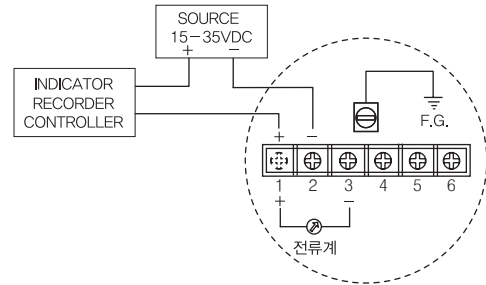 SOURCE
15-35VDC
+ -
INDICATOR
RECORDER
CONTROLLER
F.G.
+ -
1 2 3 4 5 6
+ -
전류계